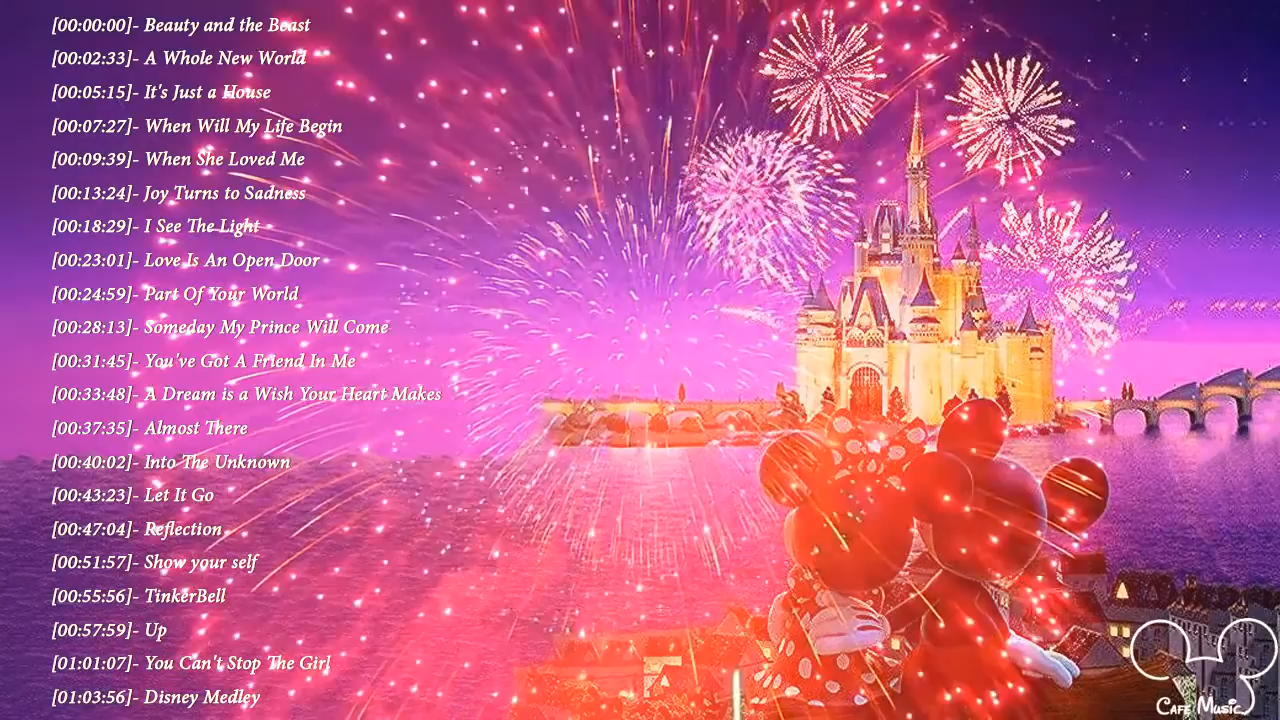 [00:00:00]- Beauty and the Beast
[00:02:33]- A Whole New World
[00:05:15]- It's Just a House
[00:07:27]- When Will My Life Begin
[00:09:39]- When She Loved Me
[00:13:24]- Joy Turns to Sadness
[00:18:29]- I See The Light
[00:23:01]- Love Is An Open Door
[00:24:59]- Part Of Your World
[00:28:13]- Someday My Prince Will Come
[00:31:45]- You've Got A Friend In Me
[00:33:48]- A Dream is a Wish Your Heart Makes
[00:37:35]- Almost There
[00:40:02]- Into The Unknown
[00:43:23]- Let It Go
[00:47:04]- Reflection
[00:51:57]- Show your self
[00:55:56]- TinkerBell
[00:57:59]- Up
[01:01:07]- You Can't Stop The Girl
[01:03:56]- Disney Medley
Cafe Music